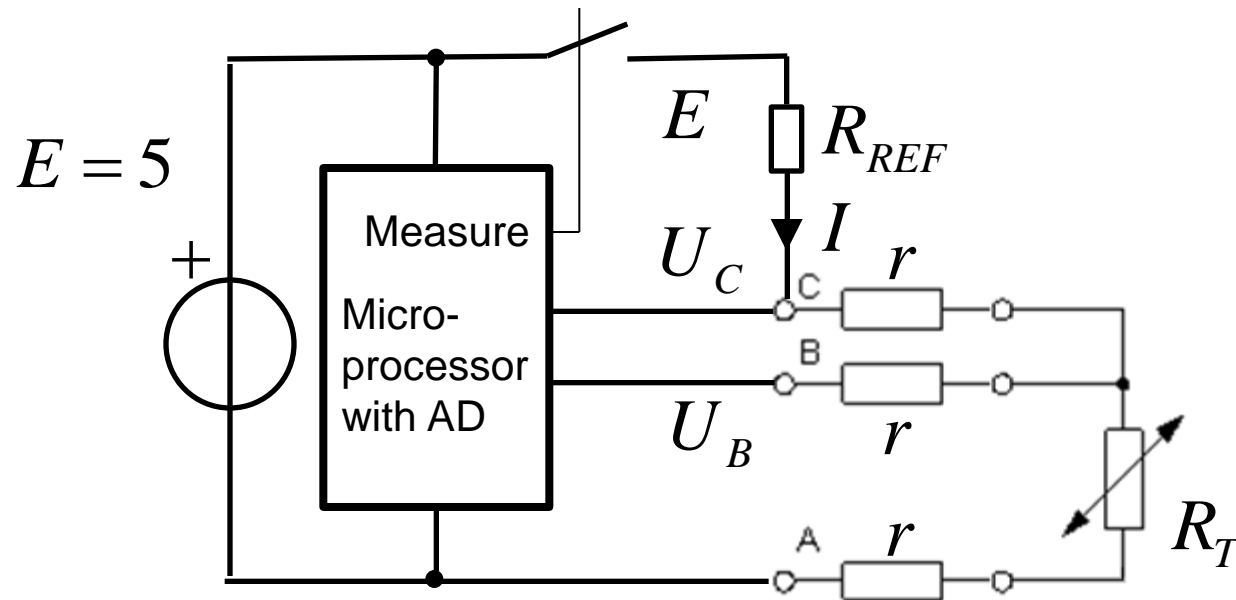 E = 5
+
Measure
Micro-
processor
with AD
E
R_REF
I
U_C
C
r
B
U_B
r
A
r
R_T